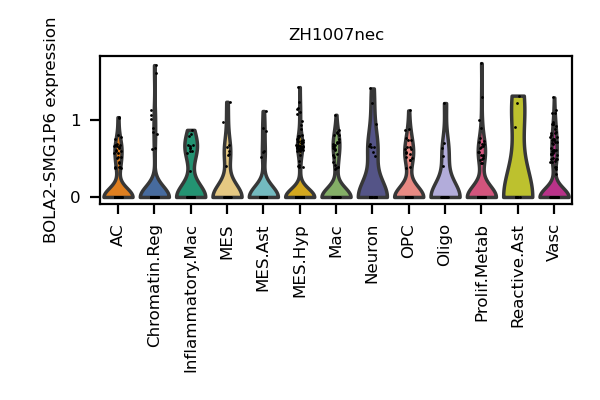 ZH1007nec
BOLA2-SMG1P6 expression
1
0
AC
Chromatin.Reg
Inflammatory.Mac
MES
MES.Ast
MES.Hyp
Mac
Neuron
OPC
Oligo
Prolif.Metab
Reactive.Ast
Vasc